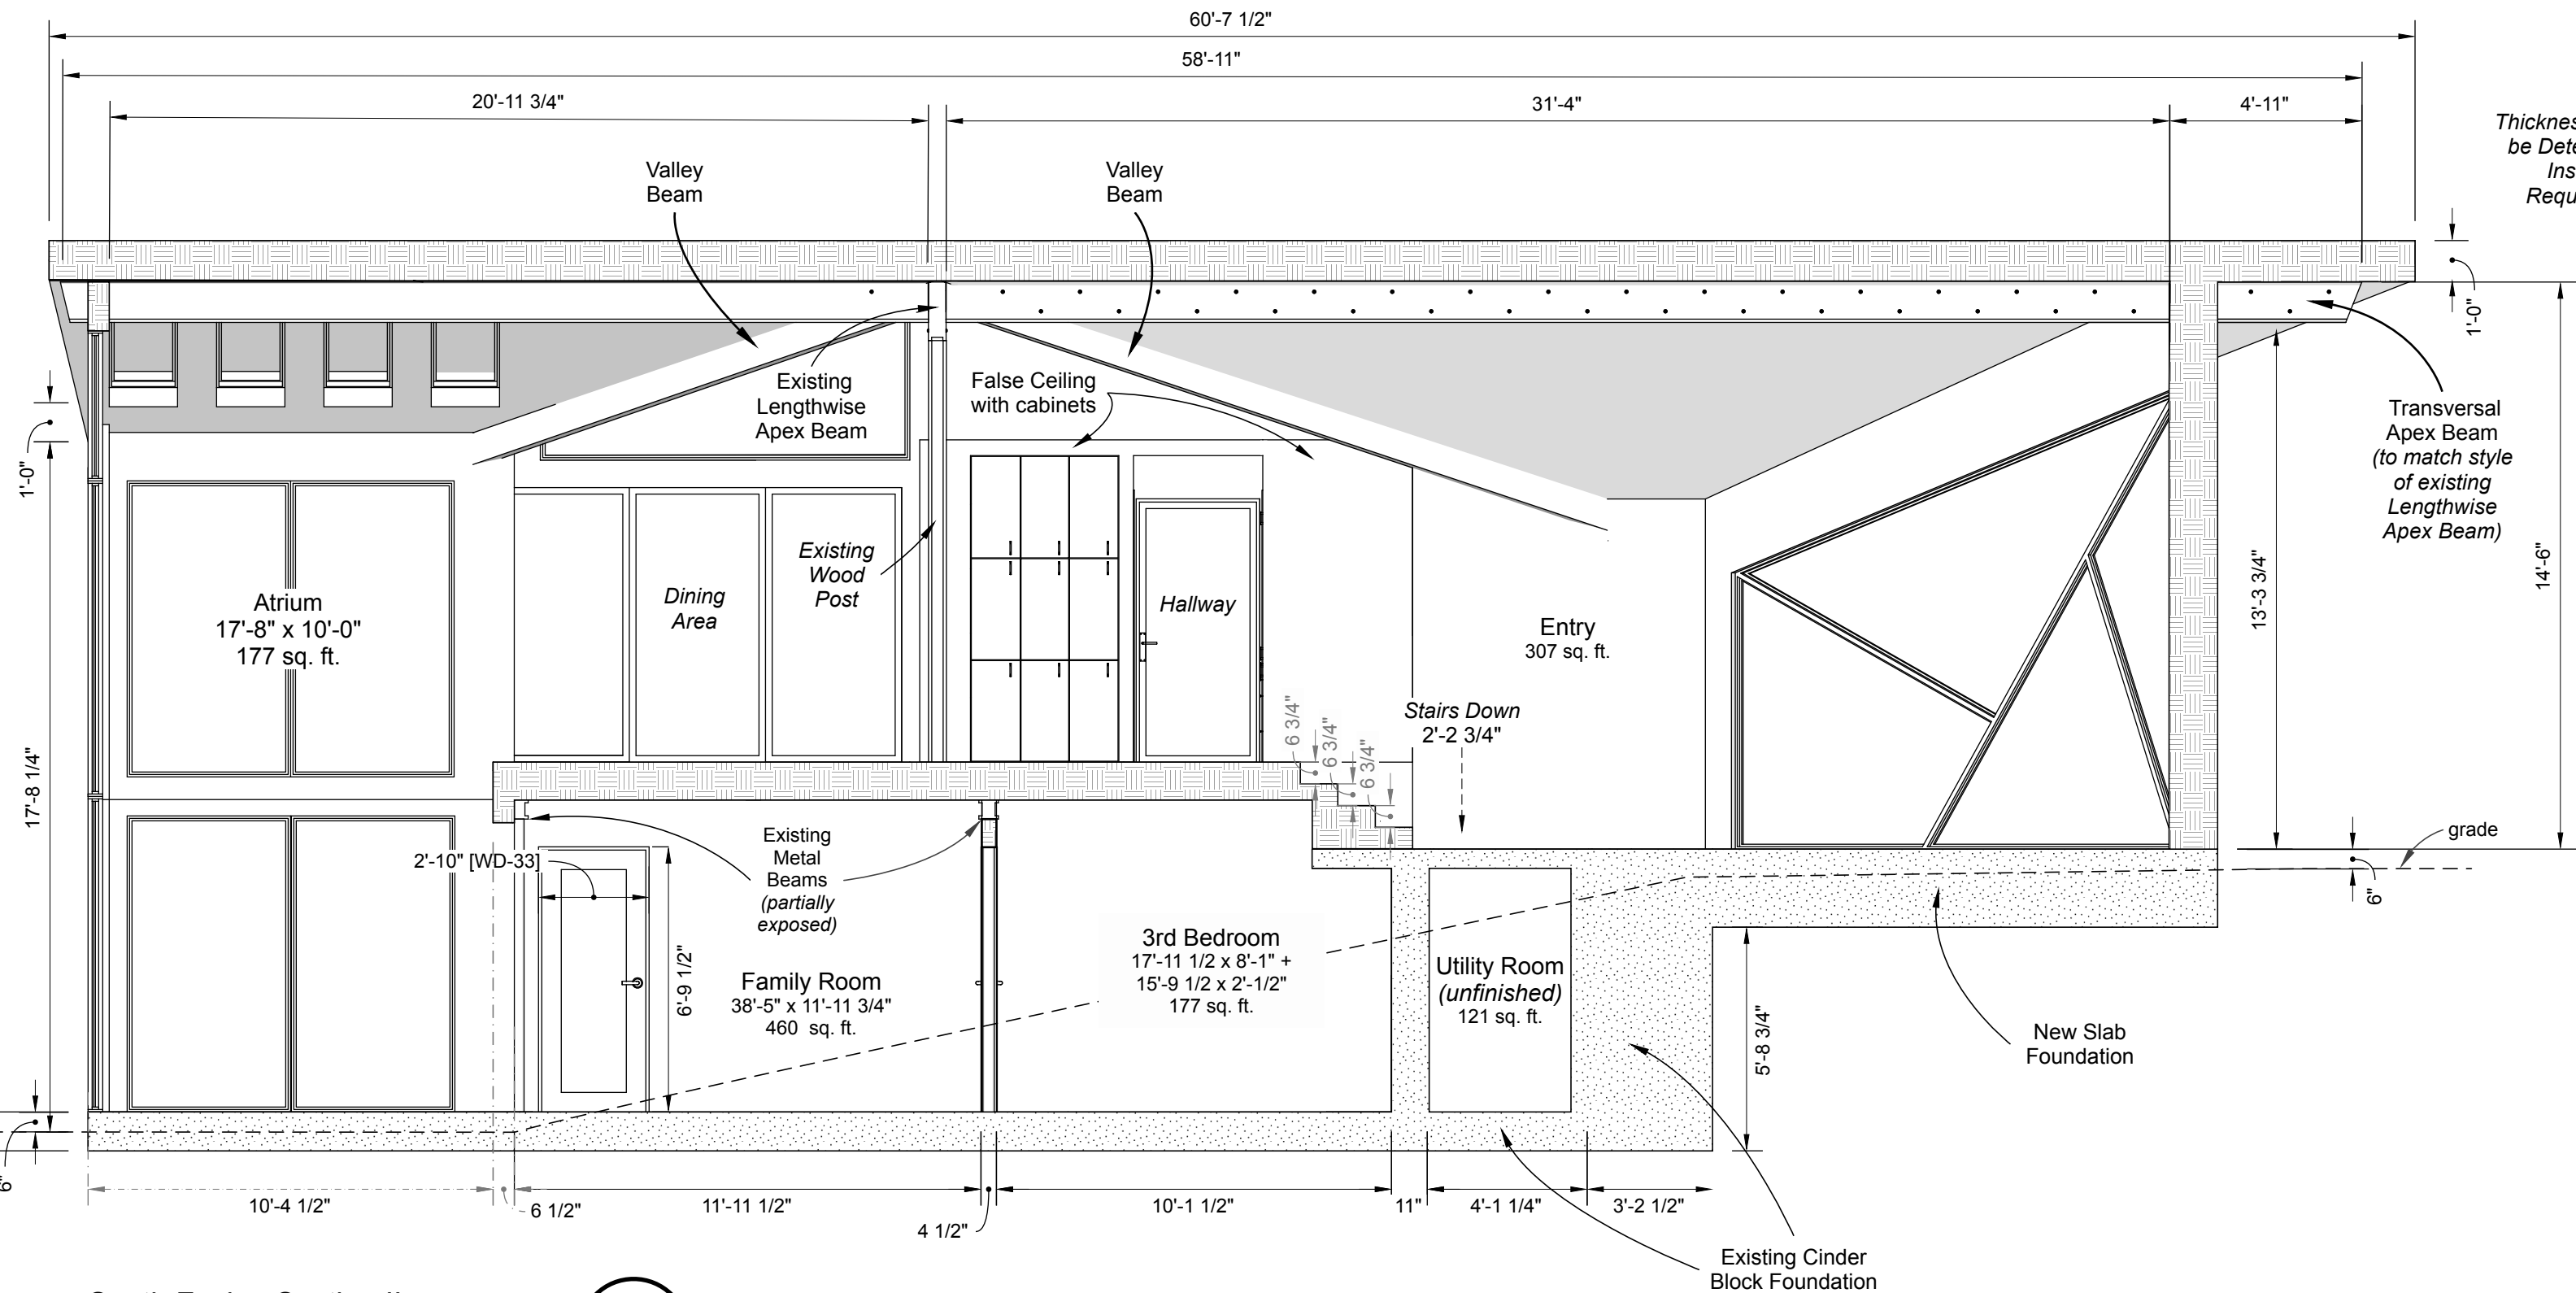 60'-7 1/2"
58'-11"
20'-11 3/4"
31'-4"
4'-11"
be
Valley
Beam
Valley
Beam
1'-0"
Existing
Lengthwise
Apex Beam
False Ceiling
with cabinets
Transversal
Apex Beam
(to match style
of existing
Lengthwise
Apex Beam)
1'-0"
Atrium
17'-8" x 10'-0"
177 sq. ft.
Dining
Area
Existing
Wood
Post
Hallway
Entry
307 sq. ft.
13'-3 3/4"
14'-6"
6 3/4"
6 3/4"
6 3/4"
Stairs Down
2'-2 3/4"
17'-8 1/4"
2'-10" [WD-33]
Existing
Metal
Beams
(partially
exposed)
grade
6"
6'-9 1/2"
Family Room
38'-5" x 11'-11 3/4"
460 sq. ft.
3rd Bedroom
17'-11 1/2 x 8'-1" +
15'-9 1/2 x 2'-1/2"
177 sq. ft.
Utility Room
(unfinished)
121 sq. ft.
5'-8 3/4"
New Slab
Foundation
6"
10'-4 1/2"
6 1/2"
11'-11 1/2"
4 1/2"
10'-1 1/2"
11"
4'-1 1/4"
3'-2 1/2"
Existing Cinder
Block Foundation